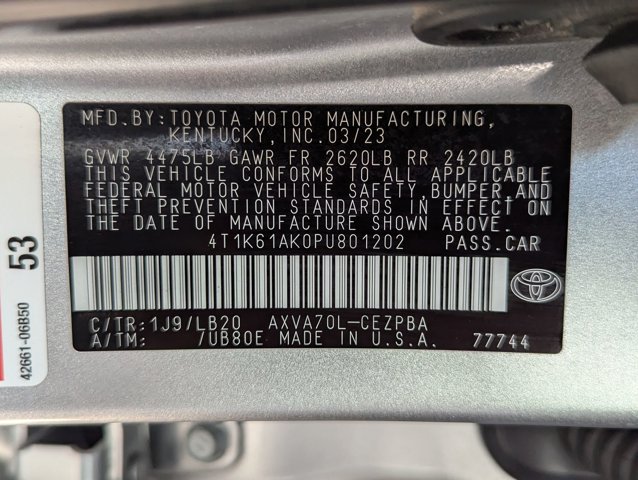 MFD.BY:TOYOTA MOTOR MANUFACTURING,
KENTUCKY,INC.03/23
GVWR 4475LB GAWR FR 2620LB RR 2420LB
THIS VEHICLE CONFORMS TO ALL APPLICABLE
FEDERAL MOTOR VEHICLE SAFETY, BUMPER AND
THEFT PREVENTION STANDARDS IN EFFECT ON
THE DATE OF MANUFACTURE SHOWN ABOVE.
4T1K61AK0PU801202 PASS.CAR
C/TR:1J9/LB20 AXVA70L-CEZPBA
A/TM: /UB80E MADE IN U.S.A. 77744
53
42661-06B50